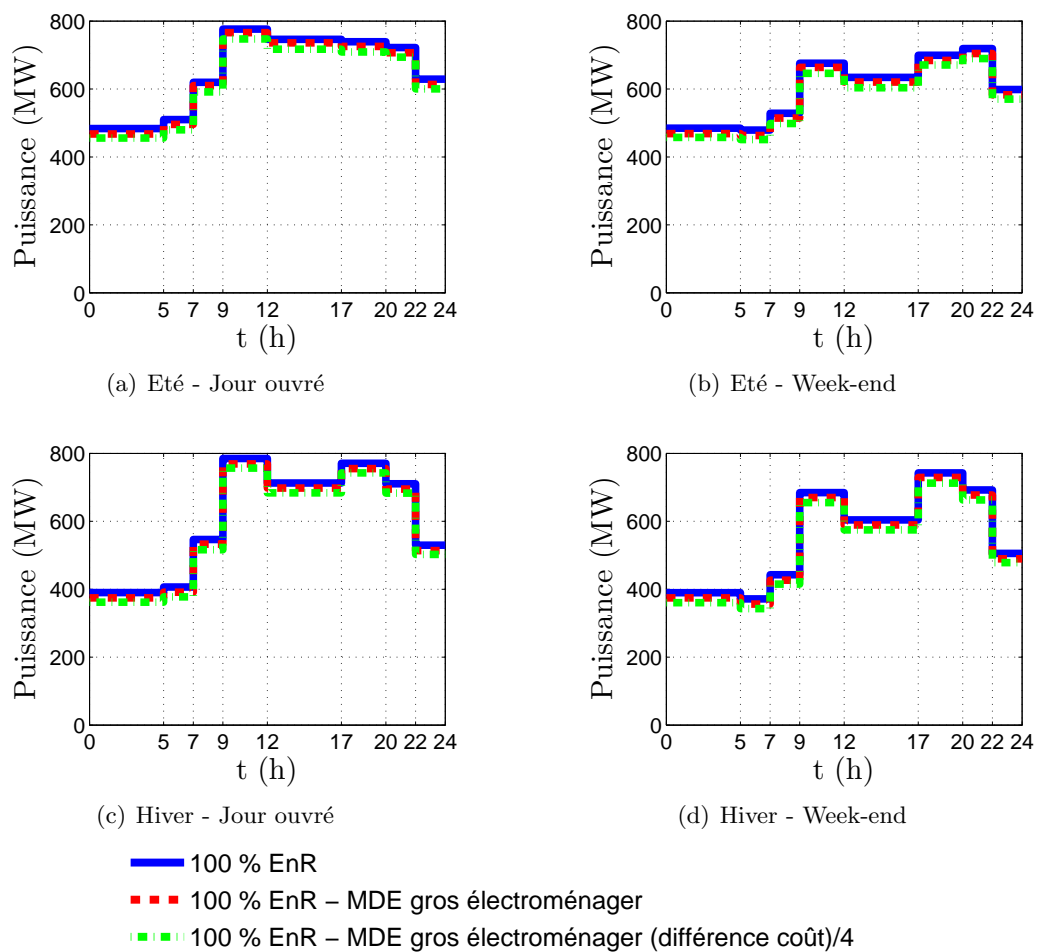 800
600
400
200
0
Puissance (MW)
0 5 7 9 12 17 20 22 24
t (h)
(a) Eté - Jour ouvré
800
600
400
200
0
Puissance (MW)
0 5 7 9 12 17 20 22 24
t (h)
(b) Eté - Week-end
800
600
400
200
0
Puissance (MW)
0 5 7 9 12 17 20 22 24
t (h)
(c) Hiver - Jour ouvré
800
600
400
200
0
Puissance (MW)
0 5 7 9 12 17 20 22 24
t (h)
(d) Hiver - Week-end
100 % EnR
100 % EnR − MDE gros électroménager
100 % EnR − MDE gros électroménager (différence coût)/4